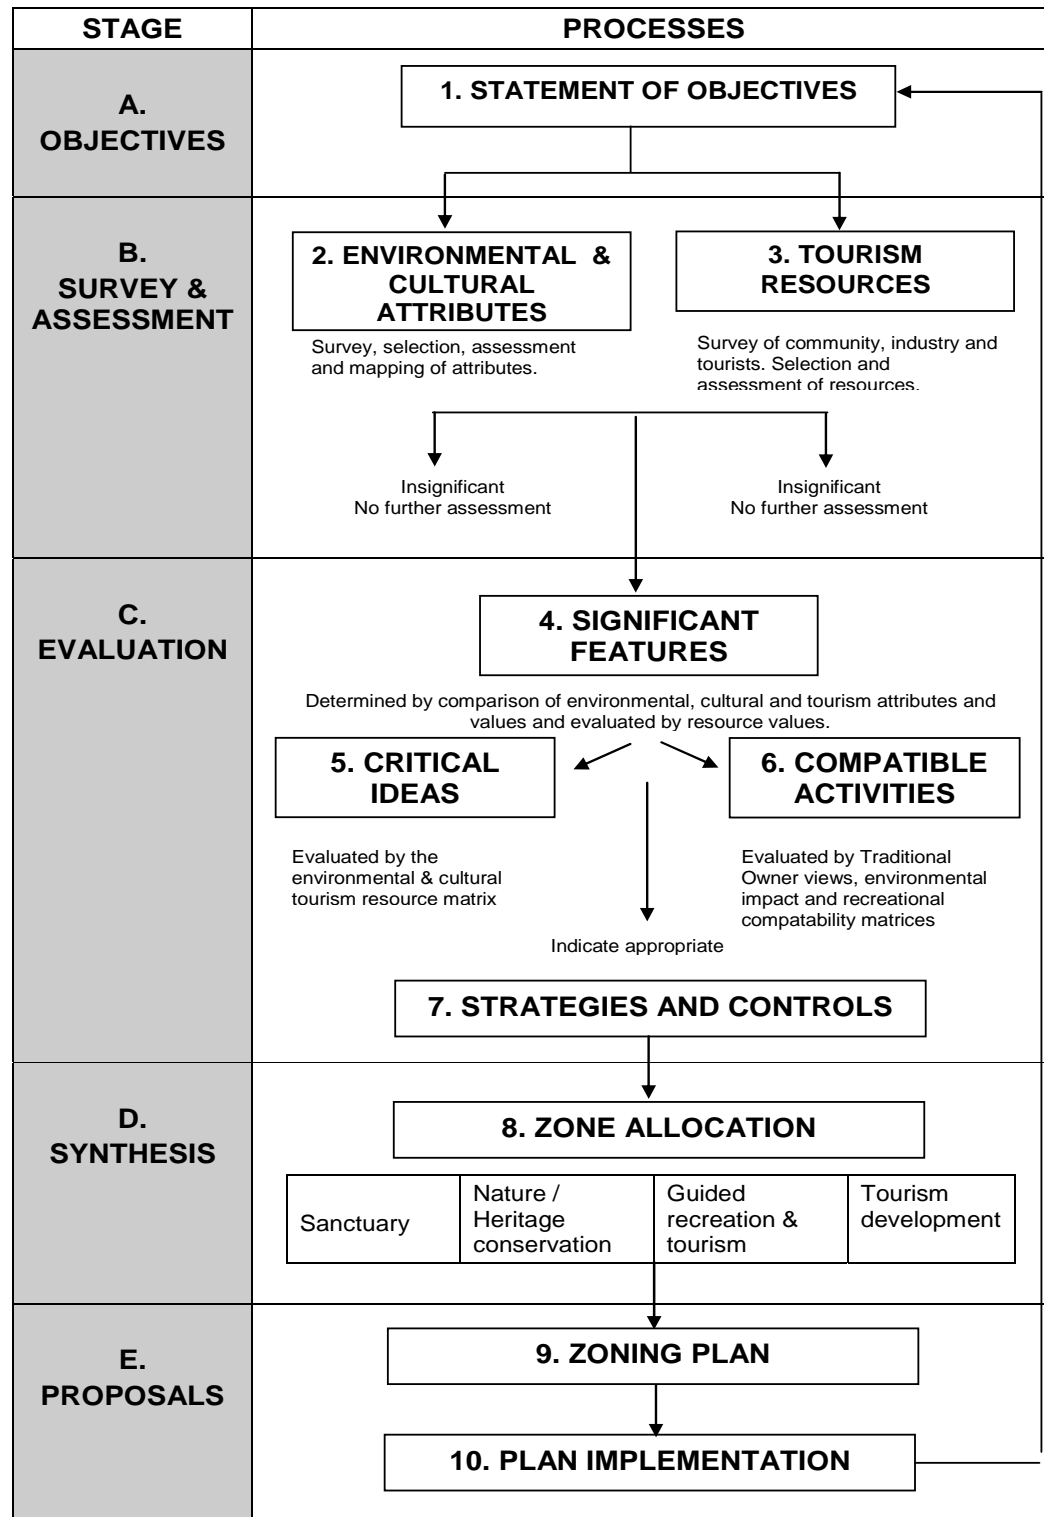 STAGE
PROCESSES
A.
OBJECTIVES
1. STATEMENT OF OBJECTIVES
B.
SURVEY &
ASSESSMENT
2. ENVIRONMENTAL &
CULTURAL
ATTRIBUTES
Survey, selection, assessment
and mapping of attributes.
3. TOURISM
RESOURCES
Survey of community, industry and
tourists. Selection and
assessment of resources.
Insignificant
No further assessment
Insignificant
No further assessment
C.
EVALUATION
4. SIGNIFICANT
FEATURES
Determined by comparison of environmental, cultural and tourism attributes and
values and evaluated by resource values.
5. CRITICAL
IDEAS
Evaluated by the
environmental & cultural
tourism resource matrix
6. COMPATIBLE
ACTIVITIES
Evaluated by Traditional
Owner views, environmental
impact and recreational
compatability matrices
Indicate appropriate
7. STRATEGIES AND CONTROLS
D.
SYNTHESIS
8. ZONE ALLOCATION
Sanctuary
Nature /
Heritage
conservation
Guided
recreation &
tourism
Tourism
development
E.
PROPOSALS
9. ZONING PLAN
10. PLAN IMPLEMENTATION